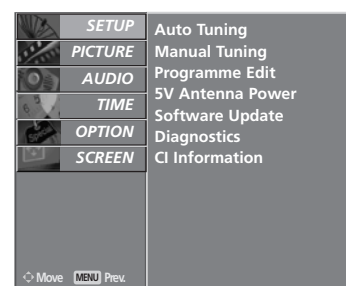 SETUP
PICTURE
AUDIO
TIME
OPTION
SCREEN
Auto Tuning
Manual Tuning
Programme Edit
5V Antenna Power
Software Update
Diagnostics
CI Information
Move MENU Prev.